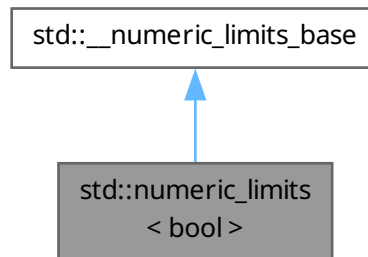 std::__numeric_limits_base
std::numeric_limits
< bool >